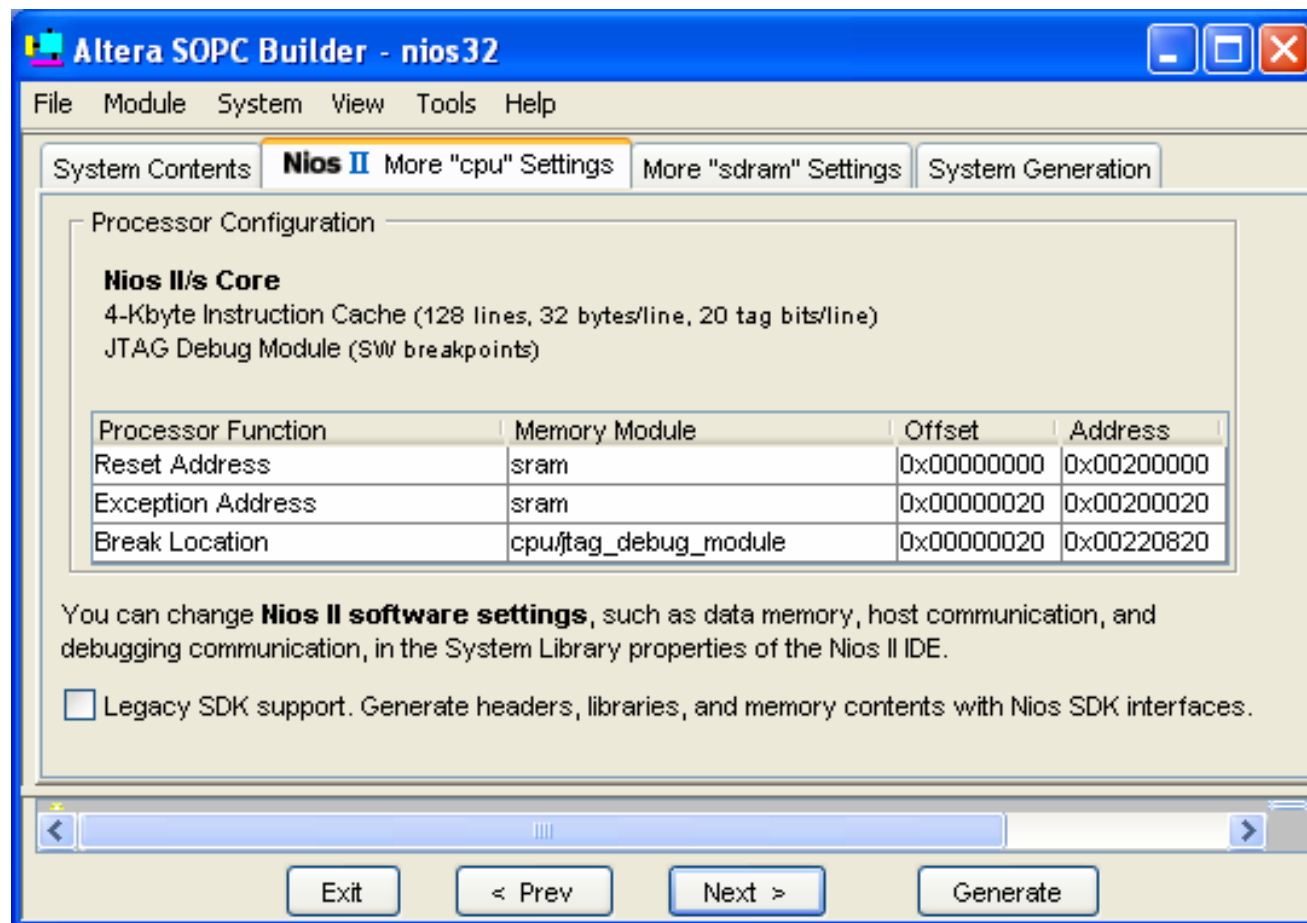 Altera SOPC Builder - nios32
File Module System View Tools Help
System Contents Nios II More "cpu" Settings More "sdram" Settings System Generation
Processor Configuration
Nios II/s Core
4-Kbyte Instruction Cache (128 lines, 32 bytes/line, 20 tag bits/line)
JTAG Debug Module (SW breakpoints)
Processor Function Memory Module Offset Address
Reset Address sram 0x00000000 0x00200000
Exception Address sram 0x00000020 0x00200020
Break Location cpu/jtag_debug_module 0x00000020 0x00220820
You can change Nios II software settings, such as data memory, host communication, and
debugging communication, in the System Library properties of the Nios II IDE.
Legacy SDK support. Generate headers, libraries, and memory contents with Nios SDK interfaces.
Exit < Prev Next > Generate